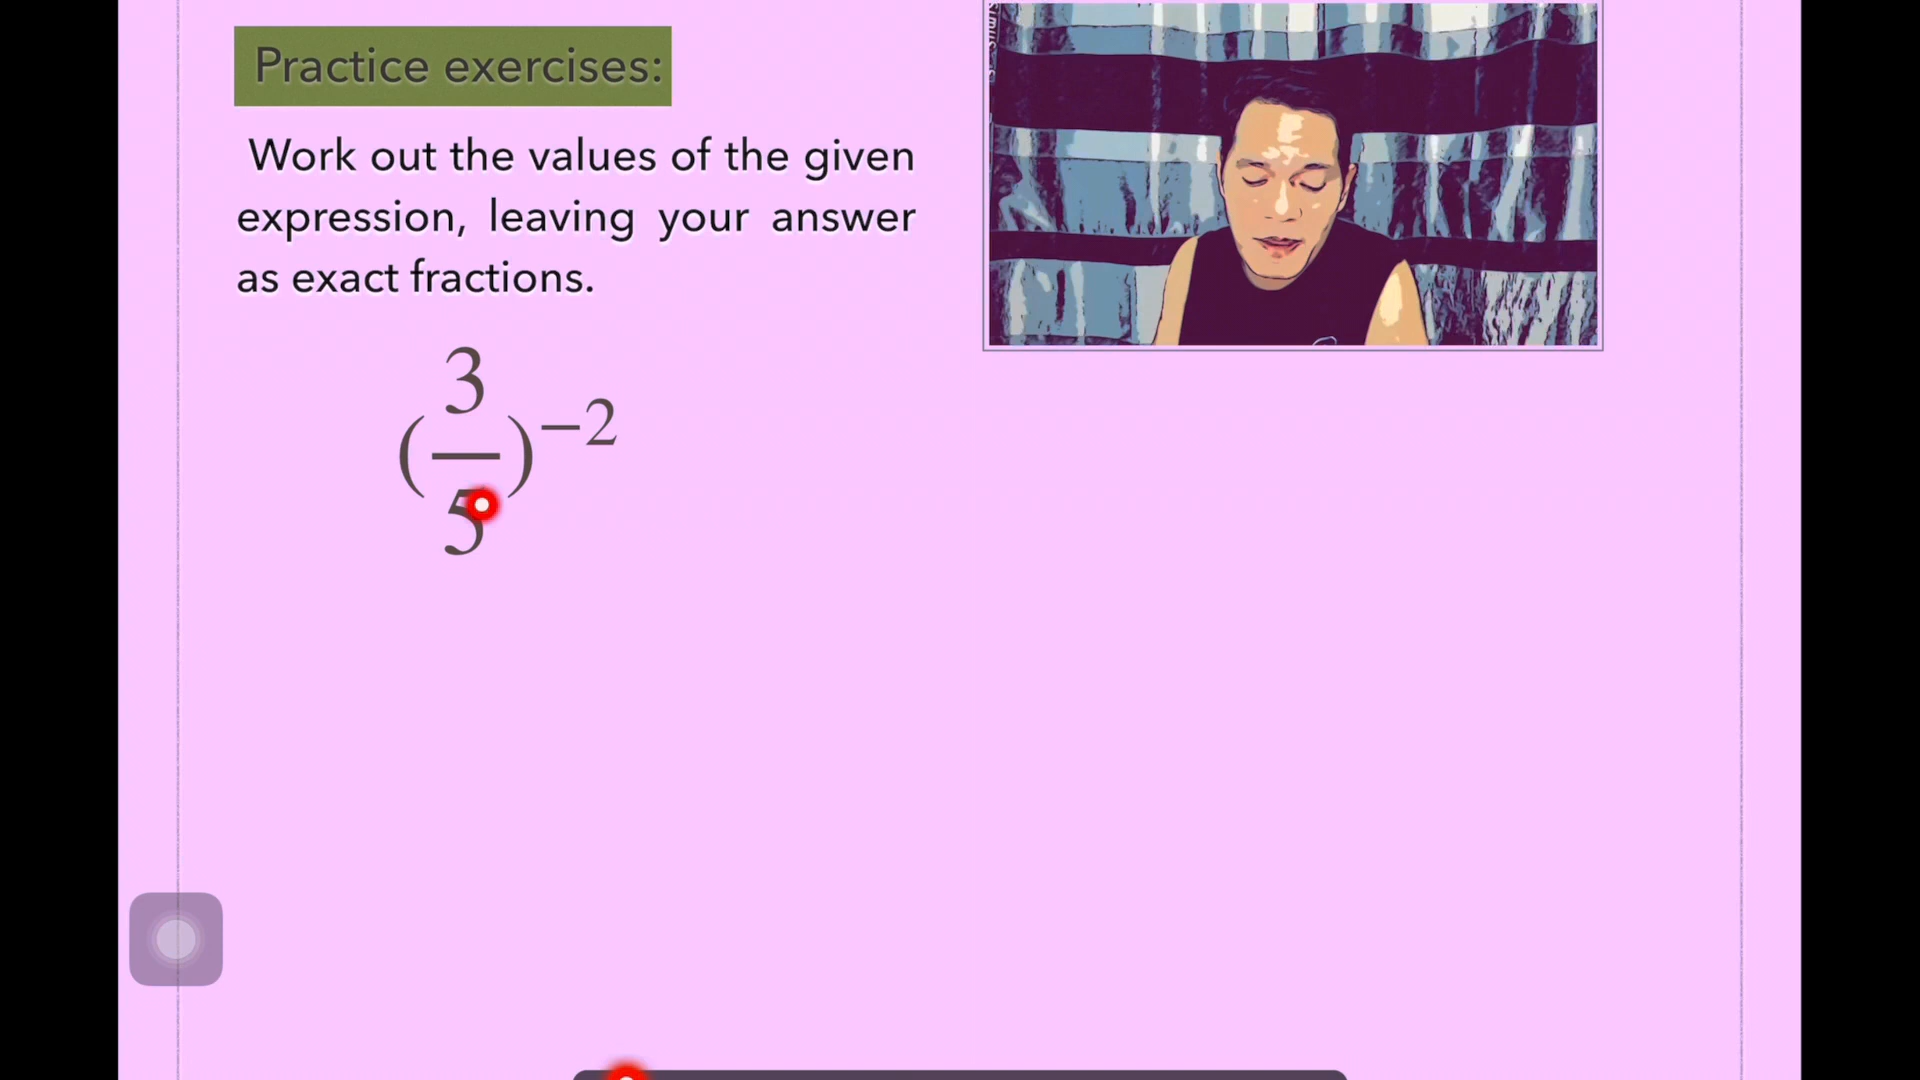 Practice exercises:
Work out the values of the given
expression, leaving your answer
as exact fractions.
(3/5)^−2